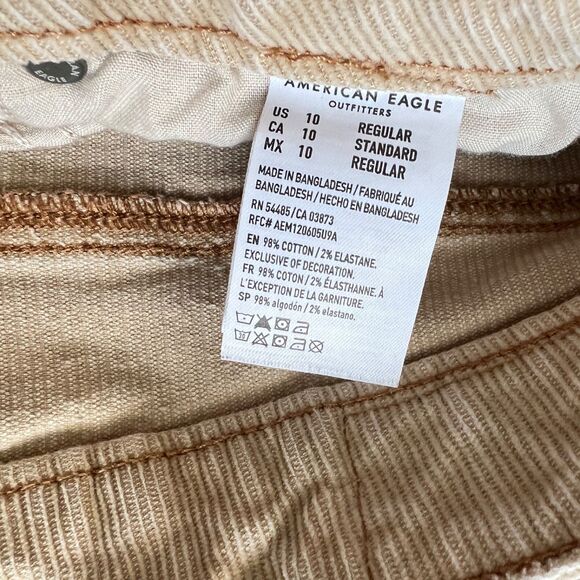 EAGLE
AMERICAN EAGLE
OUTFITTERS
US 10 REGULAR
CA 10 STANDARD
MX 10 REGULAR
MADE IN BANGLADESH / FABRIQUÉ AU
BANGLADESH / HECHO EN BANGLADESH
RN 54485 / CA 03873
RFC# AEM120605U9A
EN 98% COTTON / 2% ELASTANE.
EXCLUSIVE OF DECORATION.
FR 98% COTON / 2% ÉLASTHANNE. À
L'EXCEPTION DE LA GARNITURE.
SP 98% algodón / 2% elastano.